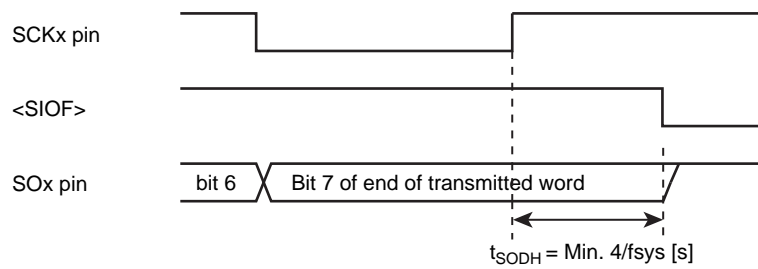 SCKx pin
<SIOF>
SOx pin
bit 6
Bit 7 of end of transmitted word
tSODH = Min. 4/fsys [s]